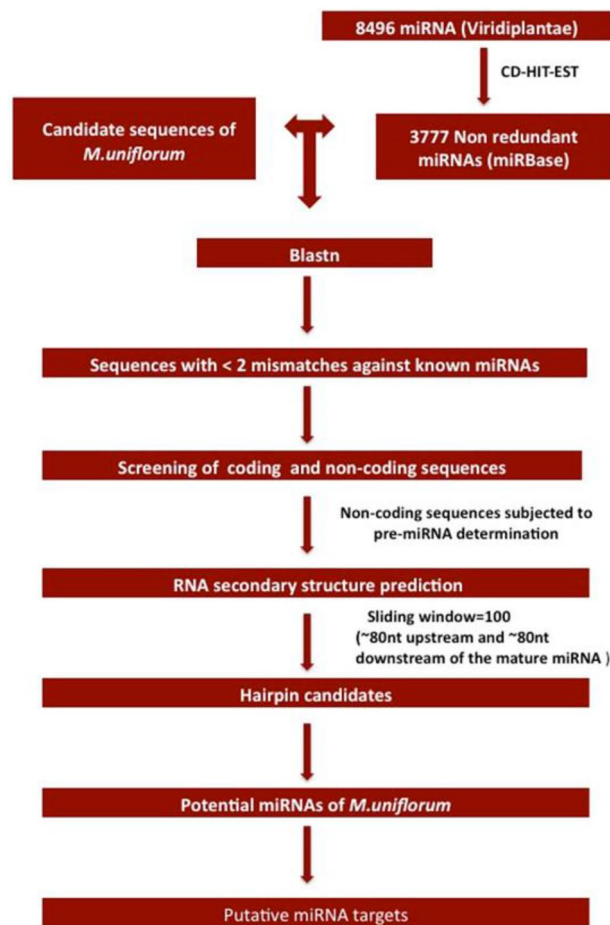 8496 miRNA (Viridiplantae)
CD-HIT-EST
Candidate sequences of
M.uniflorum
3777 Non redundant
miRNAs (miRBase)
Blastn
Sequences with < 2 mismatches against known miRNAs
Screening of coding and non-coding sequences
Non-coding sequences subjected to
pre-miRNA determination
RNA secondary structure prediction
Sliding window=100
(~80nt upstream and ~80nt
downstream of the mature miRNA )
Hairpin candidates
Potential miRNAs of M.uniflorum
Putative miRNA targets